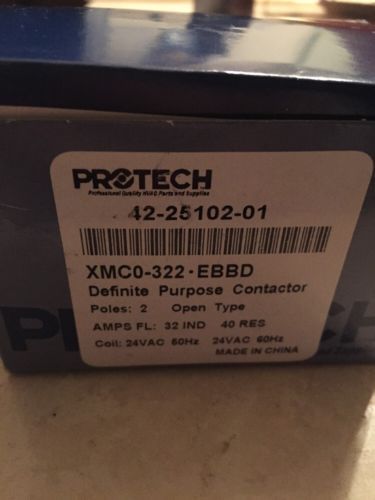 PROTECH
Professional Quality HVAC Parts and Supplies
42-25102-01
XMC0-322-EBBD
Definite Purpose Contactor
Poles: 2 Open Type
AMPS FL: 32 IND 40 RES
Coil: 24VAC 50Hz 24VAC 60Hz
MADE IN CHINA